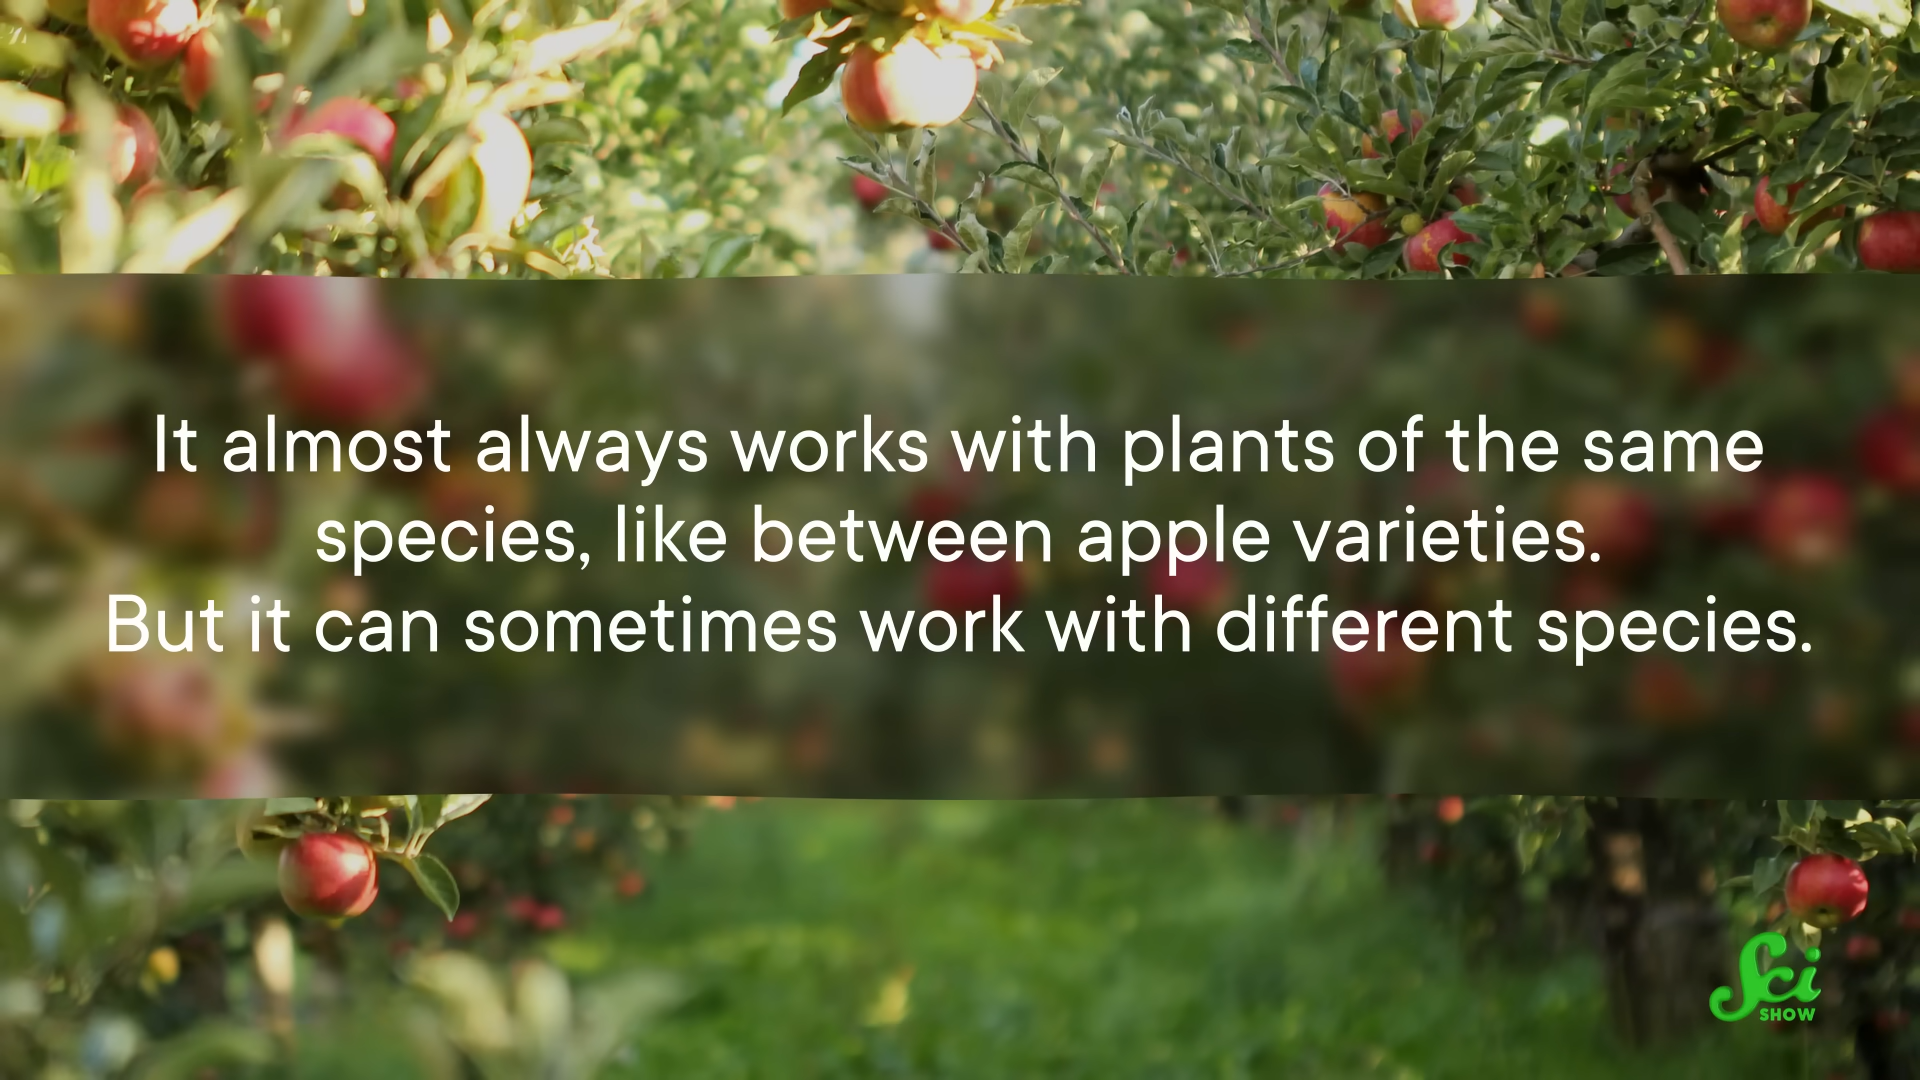 It almost always works with plants of the same
species, like between apple varieties.
But it can sometimes work with different species.
Sci
SHOW